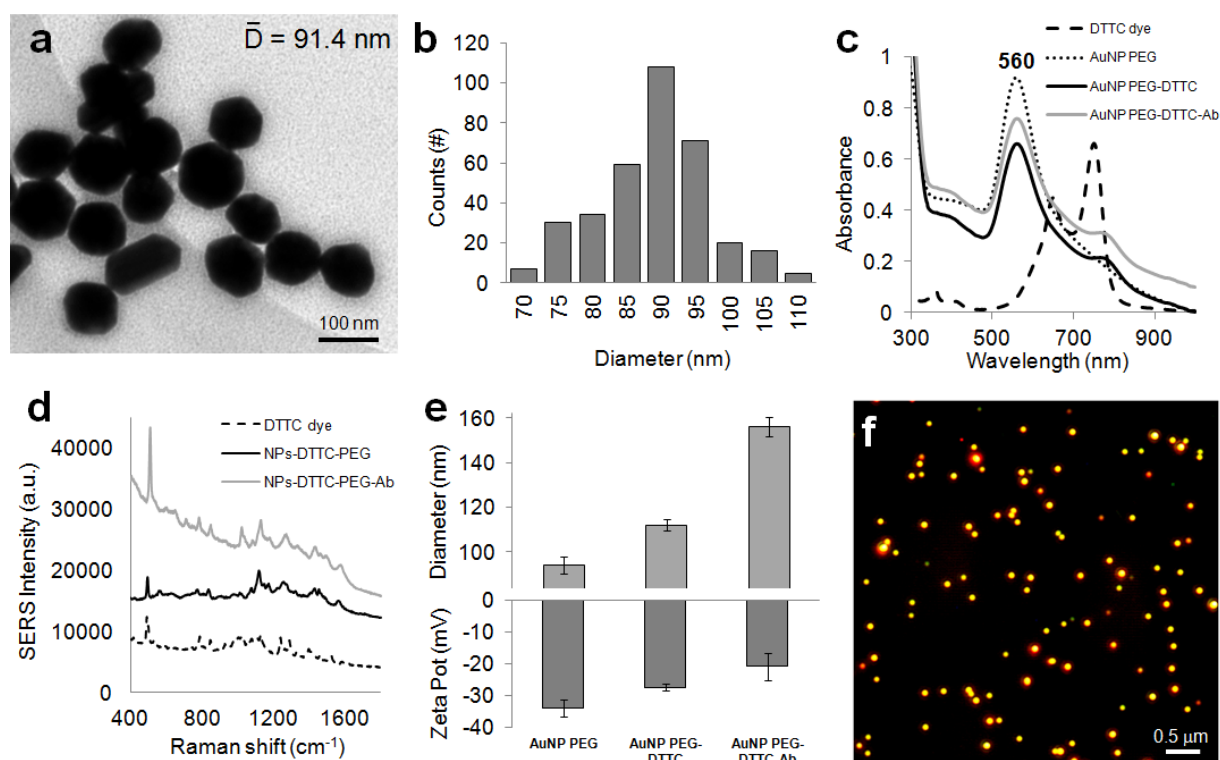 a
D̄ = 91.4 nm
100 nm
b
120
100
80
60
40
20
0
Counts (#)
70
75
80
85
90
95
100
105
110
Diameter (nm)
c
560
DTTC dye
AuNP PEG
AuNP PEG-DTTC
AuNP PEG-DTTC-Ab
1
0.8
0.6
0.4
0.2
0
Absorbance
300
500
700
900
Wavelength (nm)
d
DTTC dye
NPs-DTTC-PEG
NPs-DTTC-PEG-Ab
40000
30000
20000
10000
0
SERS Intensity (a.u.)
400
800
1200
1600
Raman shift (cm⁻¹)
e
160
140
120
100
Diameter (nm)
0
-10
-20
-30
-40
Zeta Pot (mV)
AuNP PEG
AuNP PEG-
DTTC
AuNP PEG-
DTTC-Ab
f
0.5 µm